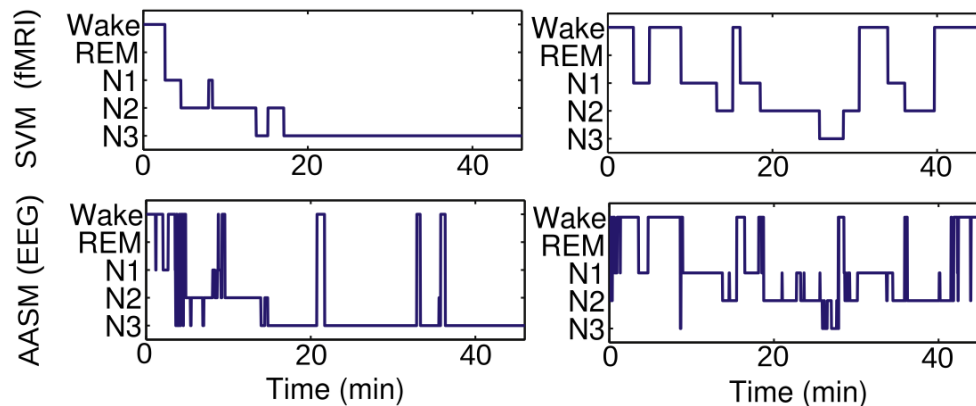 SVM (fMRI)
Wake
REM
N1
N2
N3
0
20
40
Wake
REM
N1
N2
N3
0
20
40
AASM (EEG)
Wake
REM
N1
N2
N3
0
20
40
Time (min)
Wake
REM
N1
N2
N3
0
20
40
Time (min)